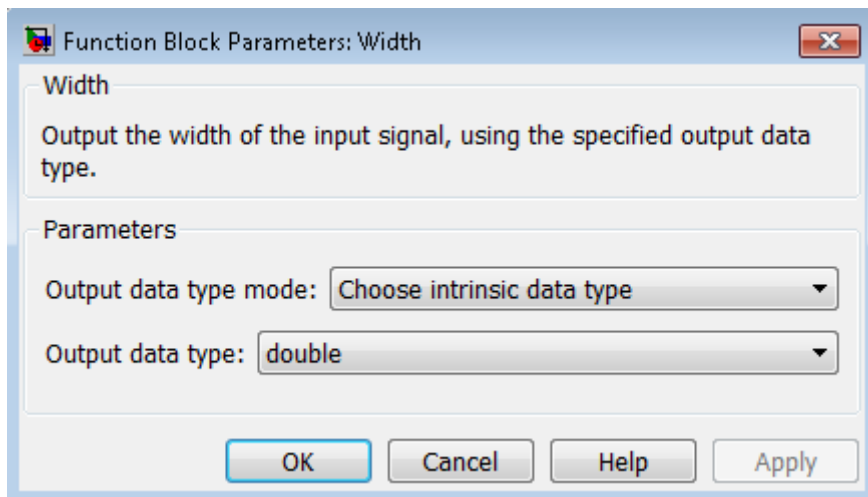 Function Block Parameters: Width
Width
Output the width of the input signal, using the specified output data
type.
Parameters
Output data type mode: Choose intrinsic data type
Output data type: double
OK Cancel Help Apply